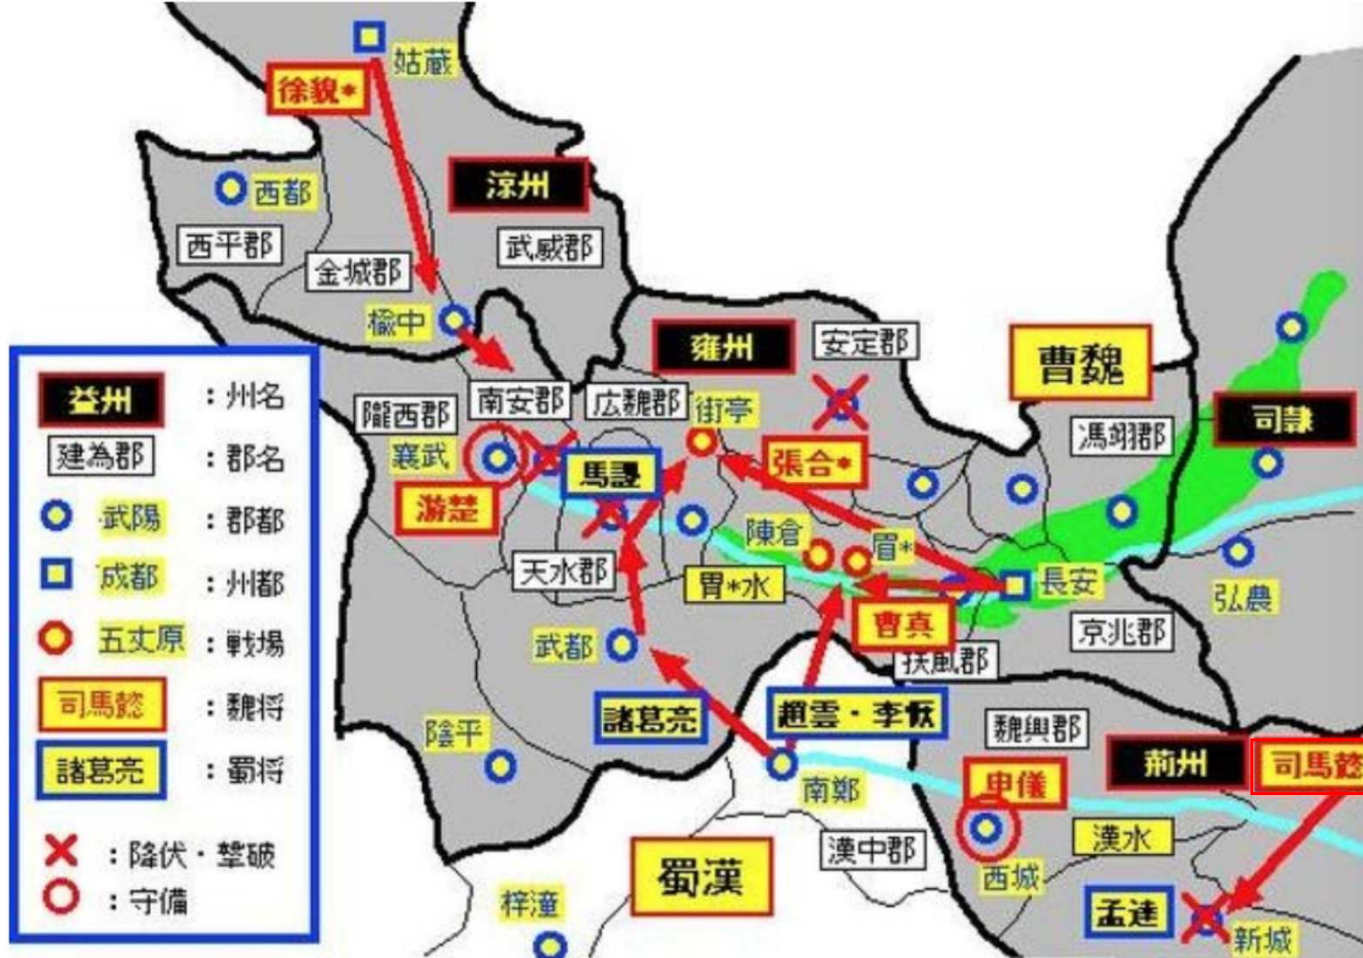 姑蔵
徐貌*
涼州
西都
西平郡
金城郡
武威郡
楡中
雍州
安定郡
曹魏
司隸
隴西郡
南安郡
広魏郡
街亭
馮翊郡
襄武
馬謖
張合*
游楚
陳倉
眉*
天水郡
胃*水
長安
弘農
曹真
京兆郡
扶風郡
武都
諸葛亮
趙雲・李恢
魏興郡
荊州
司馬懿
陰平
南鄭
申儀
漢中郡
漢水
蜀漢
西城
孟達
新城
梓潼
益州 :州名
建為郡 :郡名
武陽 :郡都
成都 :州都
五丈原 :戦場
司馬懿 :魏将
諸葛亮 :蜀将
:降伏・撃破
:守備